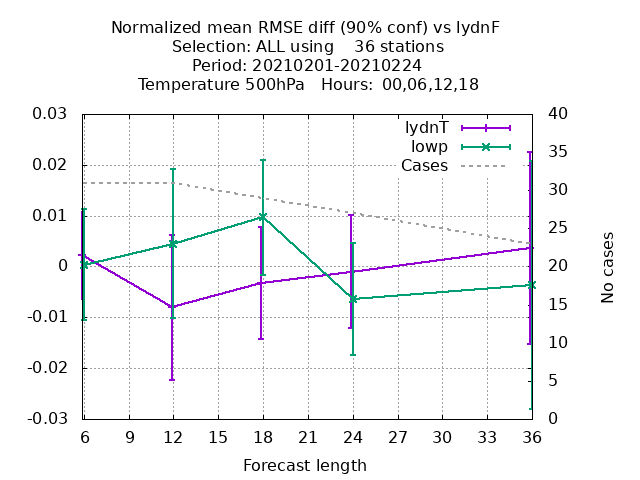 Normalized mean RMSE diff (90% conf) vs lydnF
Selection: ALL using    36 stations
Period: 20210201-20210224
Temperature 500hPa   Hours: 00,06,12,18
lydnT
lowp
Cases
0.03
0.02
0.01
0
-0.01
-0.02
-0.03
40
35
30
25
20
15
10
5
0
No cases
6 9 12 15 18 21 24 27 30 33 36
Forecast length